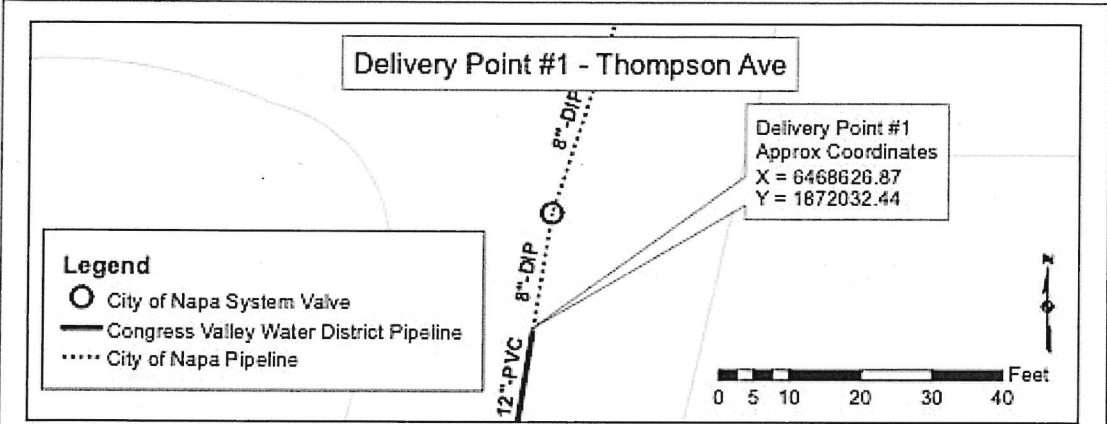 Delivery Point #1 - Thompson Ave
8"-DIP
Delivery Point #1
Approx Coordinates
X = 6468626.87
Y = 1872032.44
8"-DIP
Legend
City of Napa System Valve
Congress Valley Water District Pipeline
City of Napa Pipeline
12"-PVC
N
Feet
0 5 10 20 30 40